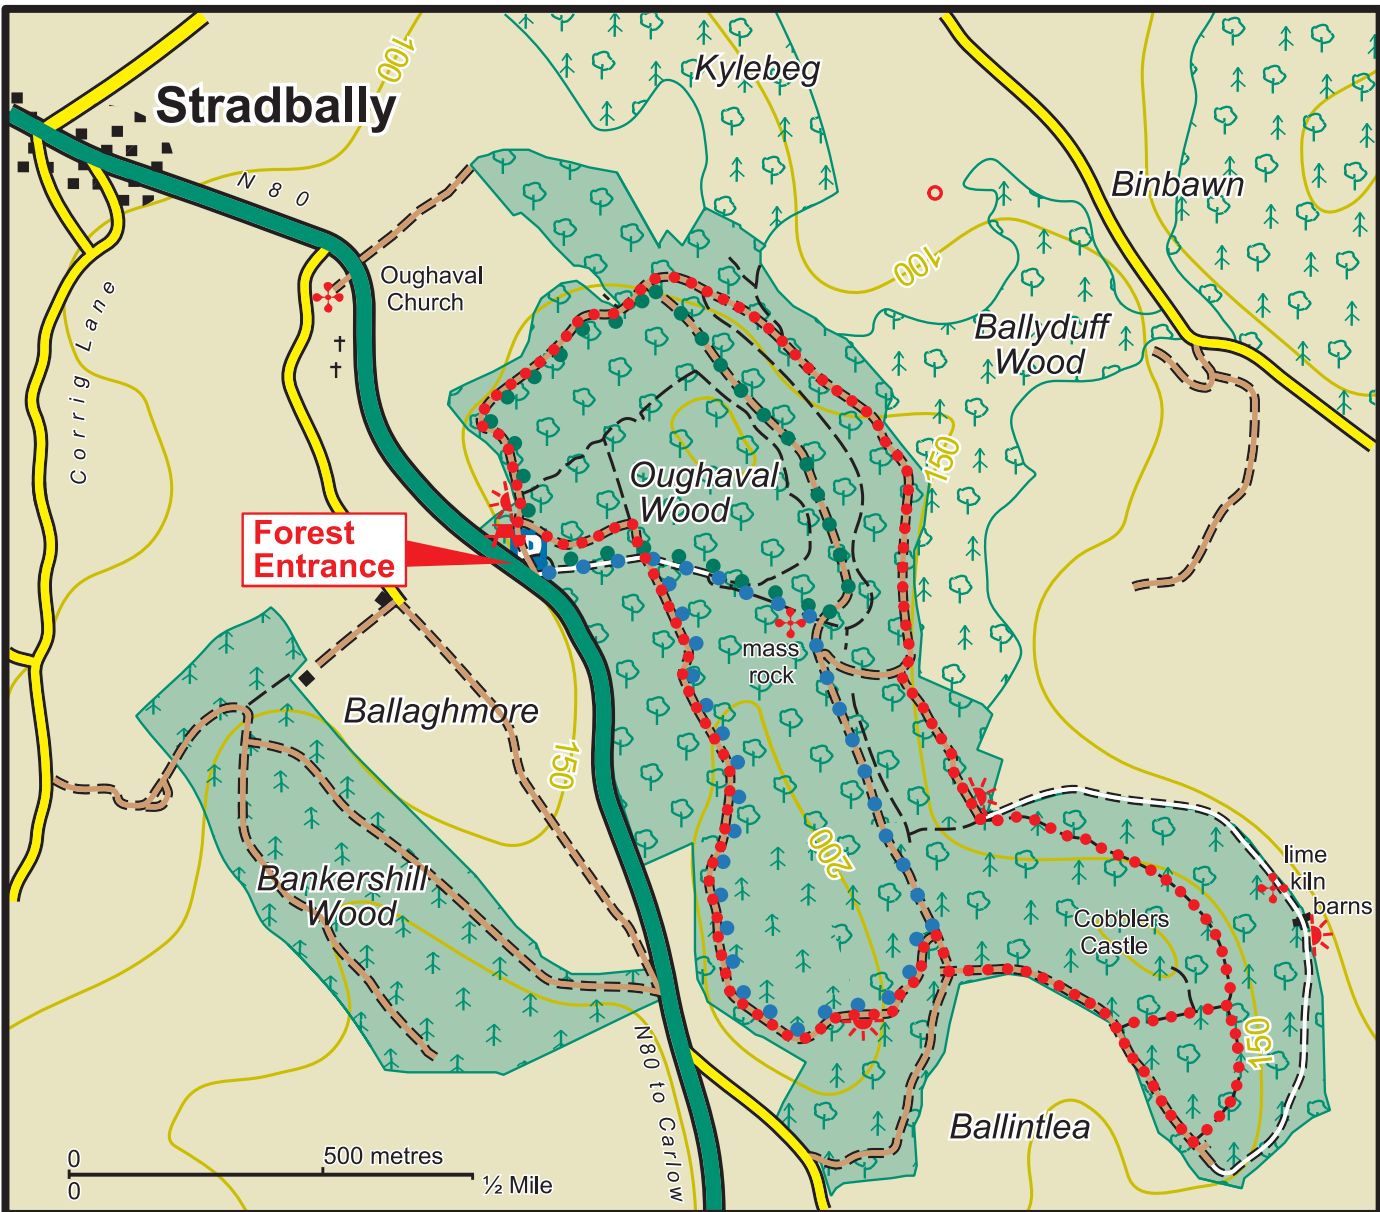 Kylebeg
100
Stradbally
Binbawn
N 80
100
Oughaval
Church
Corrig Lane
Ballyduff
Wood
150
Oughaval
Wood
Forest
Entrance
P
mass
rock
Ballaghmore
150
200
lime
kiln
barns
Bankershill
Wood
Cobblers
Castle
150
N80 to Carlow
Ballintlea
0
500 metres
0
½ Mile